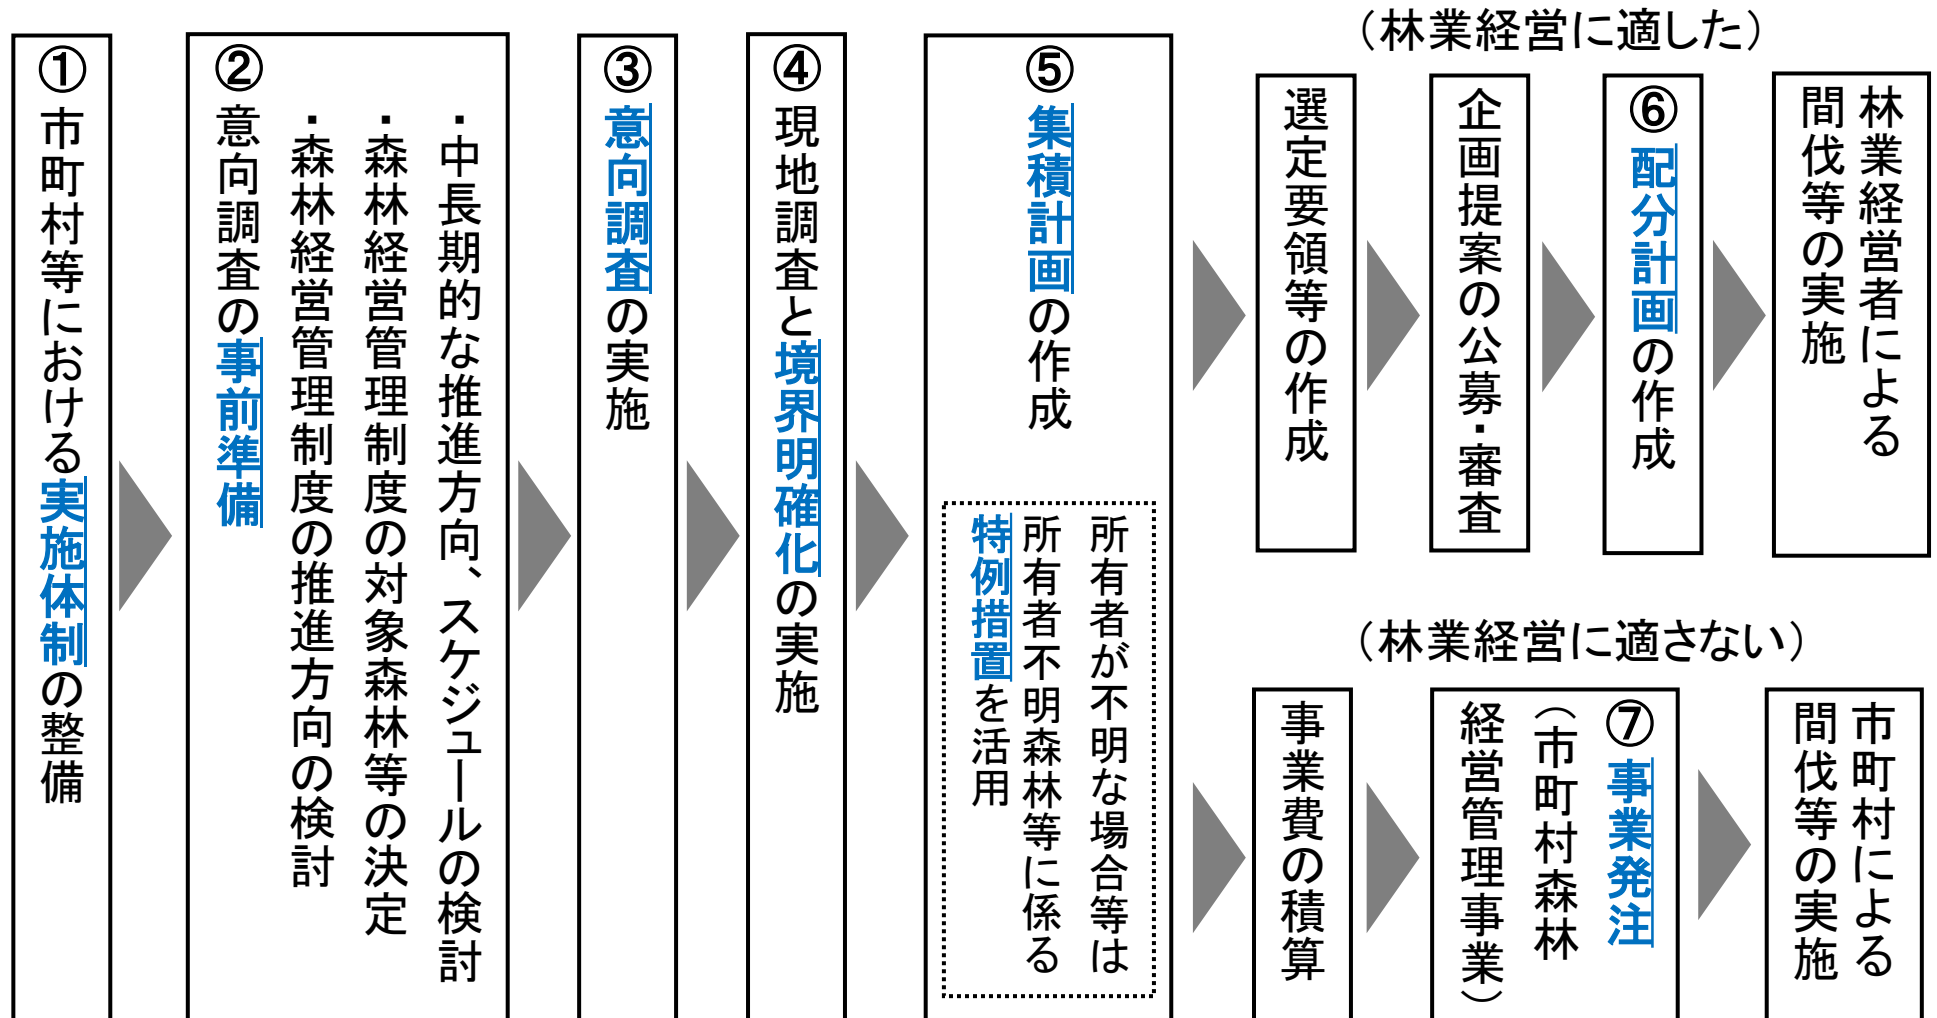 ①市町村等における実施体制の整備
②意向調査の事前準備
・森林経営管理制度の推進方向の検討
・森林経営管理制度の対象森林等の決定
・中長期的な推進方向、スケジュールの検討
③意向調査の実施
④現地調査と境界明確化の実施
⑤集積計画の作成
所有者が不明な場合等は
所有者不明森林等に係る
特例措置を活用
（林業経営に適した）
選定要領等の作成
企画提案の公募・審査
⑥配分計画の作成
林業経営者による
間伐等の実施
（林業経営に適さない）
事業費の積算
⑦事業発注
（市町村森林
経営管理事業）
市町村による
間伐等の実施